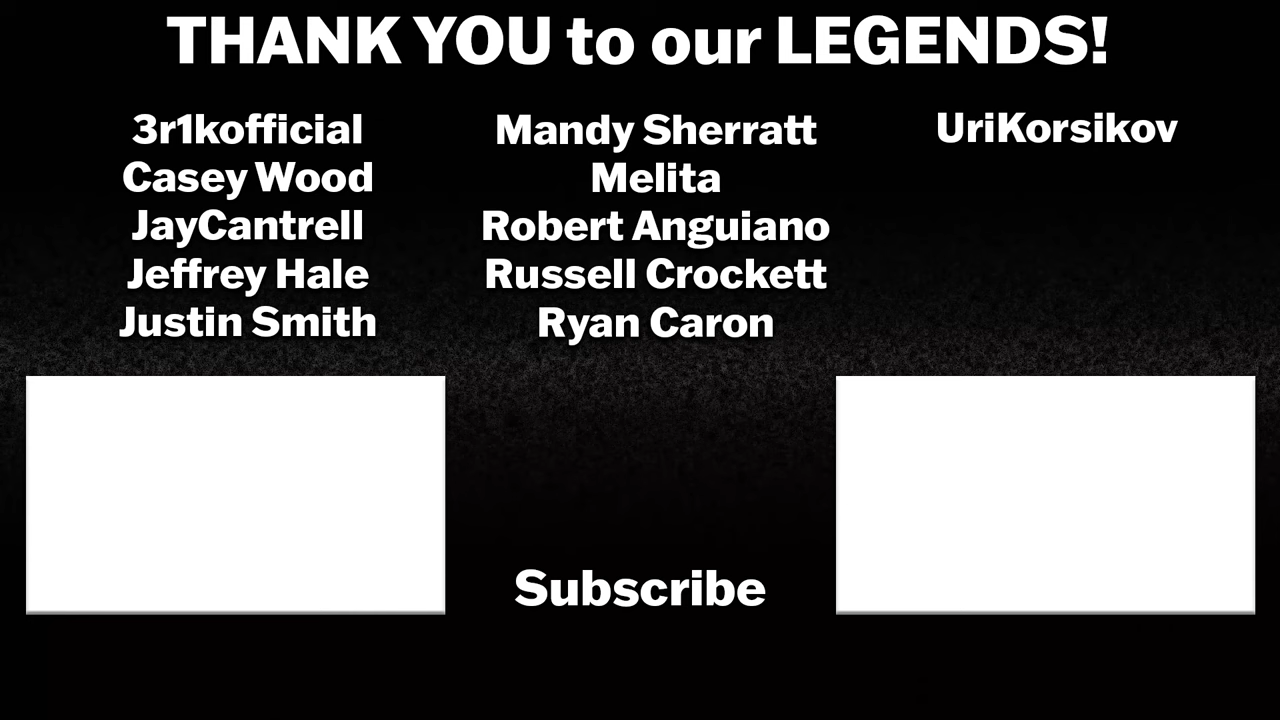 THANK YOU to our LEGENDS!
3r1kofficial
Casey Wood
JayCantrell
Jeffrey Hale
Justin Smith
Mandy Sherratt
Melita
Robert Anguiano
Russell Crockett
Ryan Caron
UriKorsikov
Subscribe